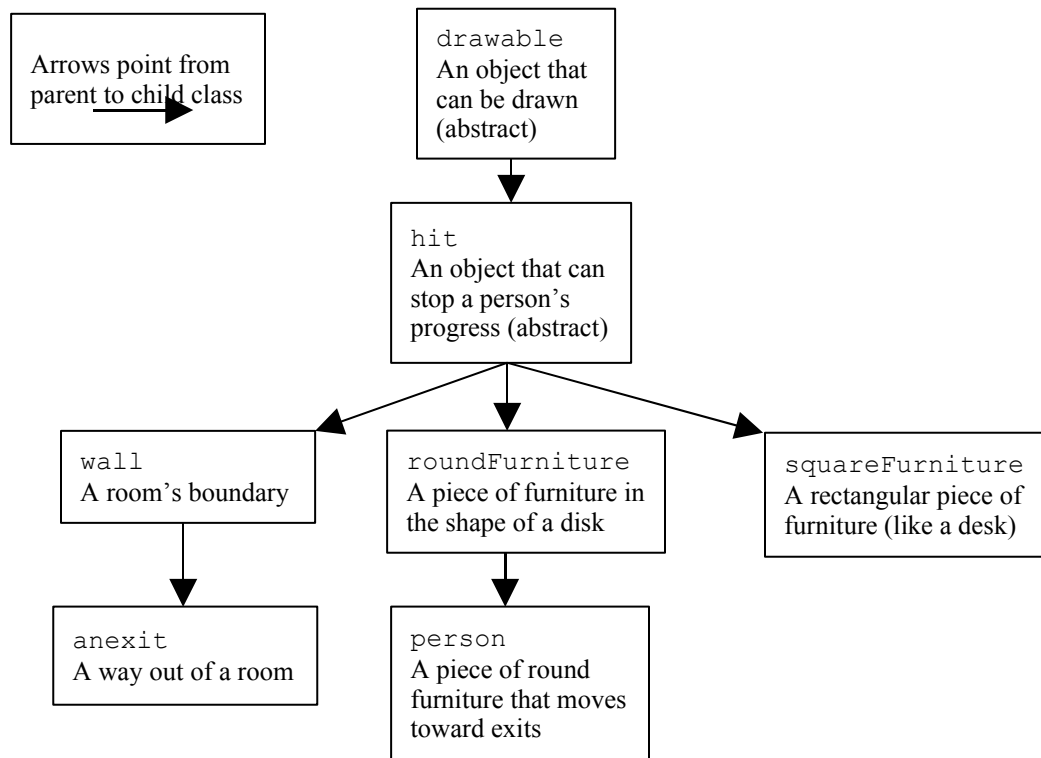 Arrows point from
parent to child class
drawable
An object that
can be drawn
(abstract)
hit
An object that can
stop a person’s
progress (abstract)
wall
A room’s boundary
roundFurniture
A piece of furniture in
the shape of a disk
squareFurniture
A rectangular piece of
furniture (like a desk)
anexit
A way out of a room
person
A piece of round
furniture that moves
toward exits